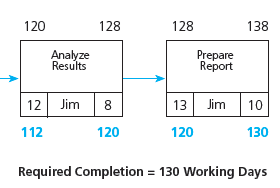 120 128 128 138
Analyze Prepare
Results Report
12 Jim 8 13 Jim 10
112 120 120 130
Required Completion = 130 Working Days